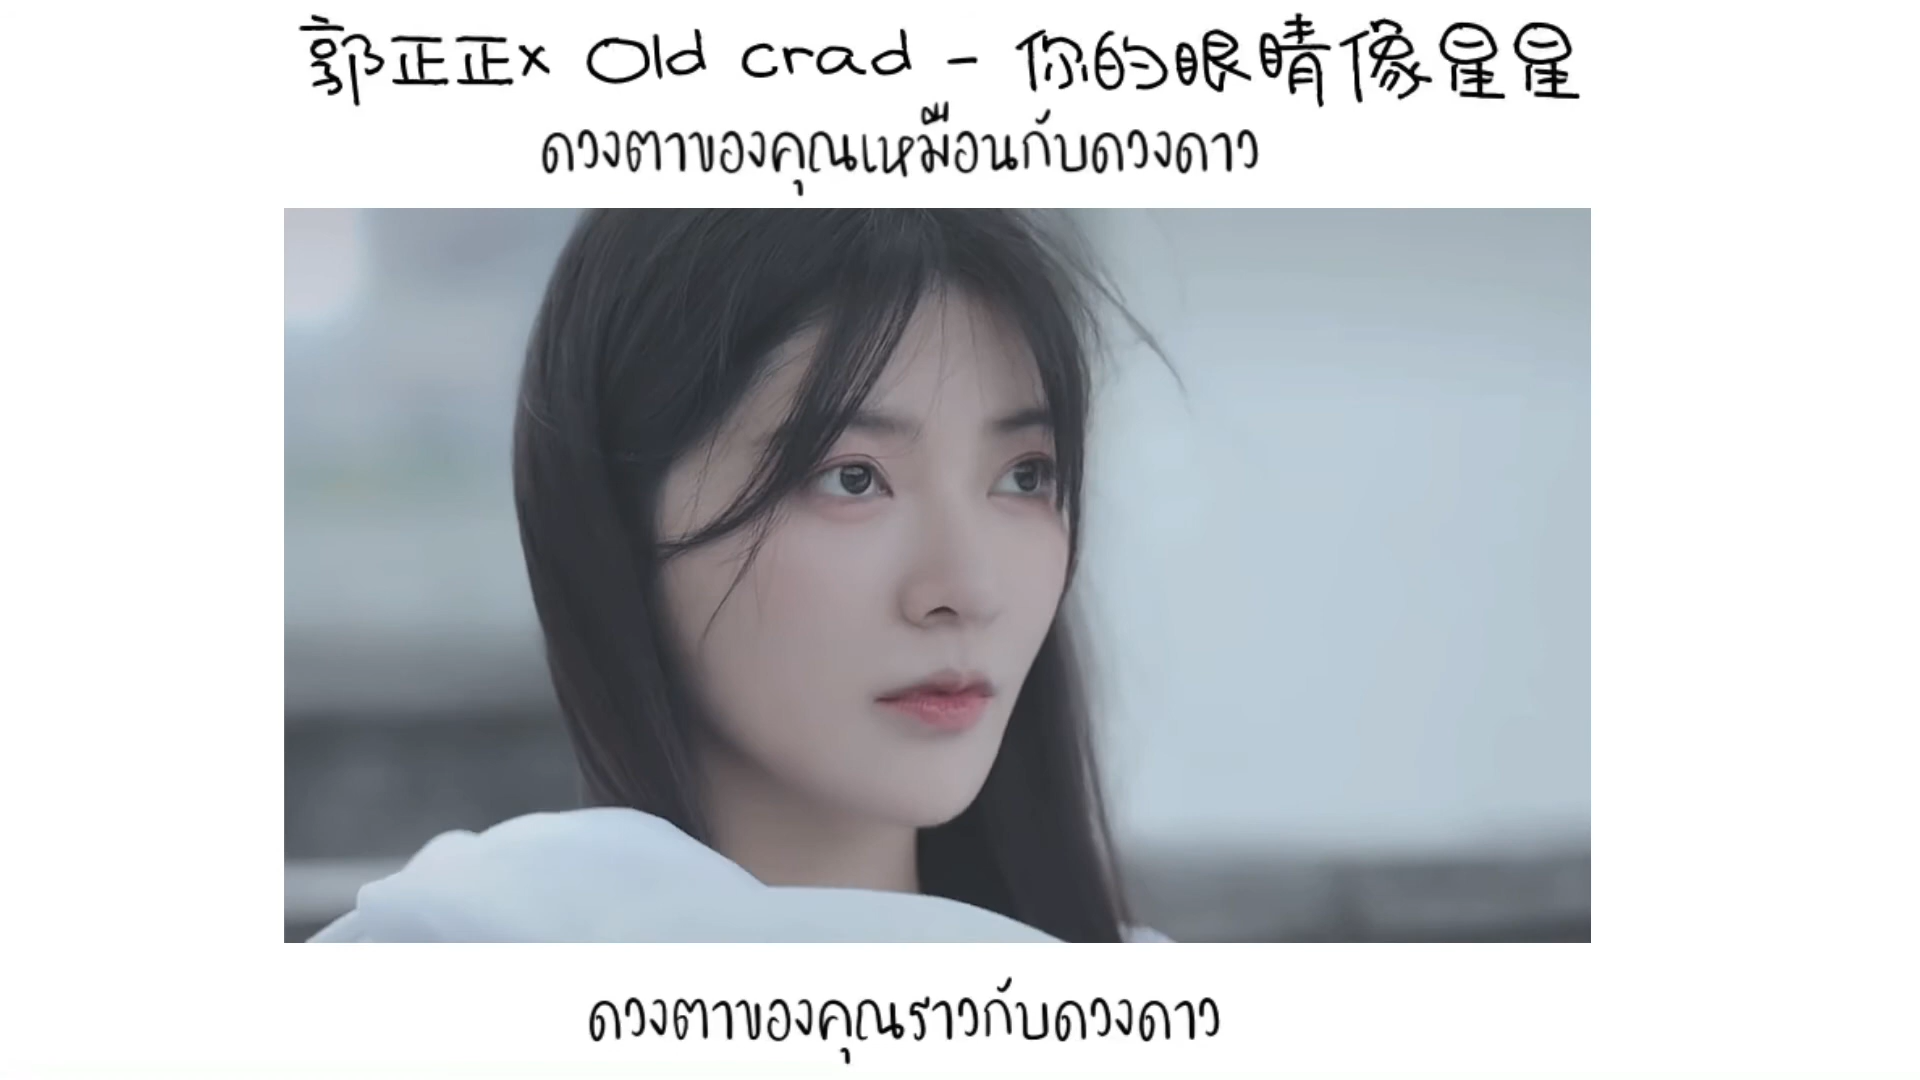 郭正正x Old crad - 你的眼睛像星星
ดวงตาของคุณเหมือนกับดวงดาว
ดวงตาของคุณราวกับดวงดาว